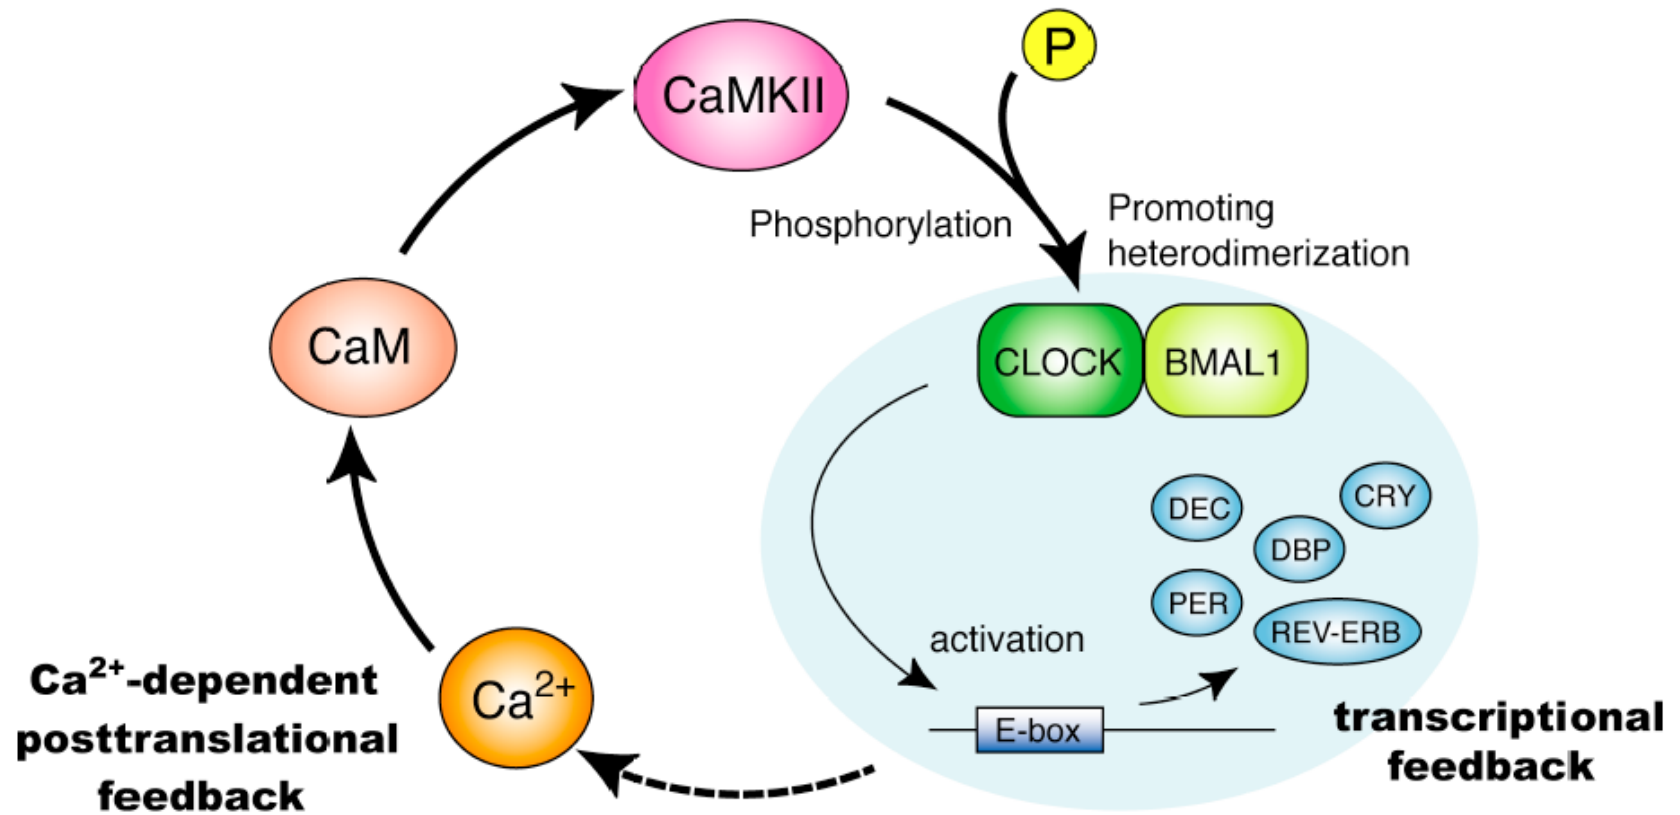 CaMKII
P
Phosphorylation
Promoting
heterodimerization
CaM
CLOCK
BMAL1
DEC
CRY
DBP
PER
REV-ERB
activation
E-box
Ca²⁺
Ca²⁺-dependent
posttranslational
feedback
transcriptional
feedback